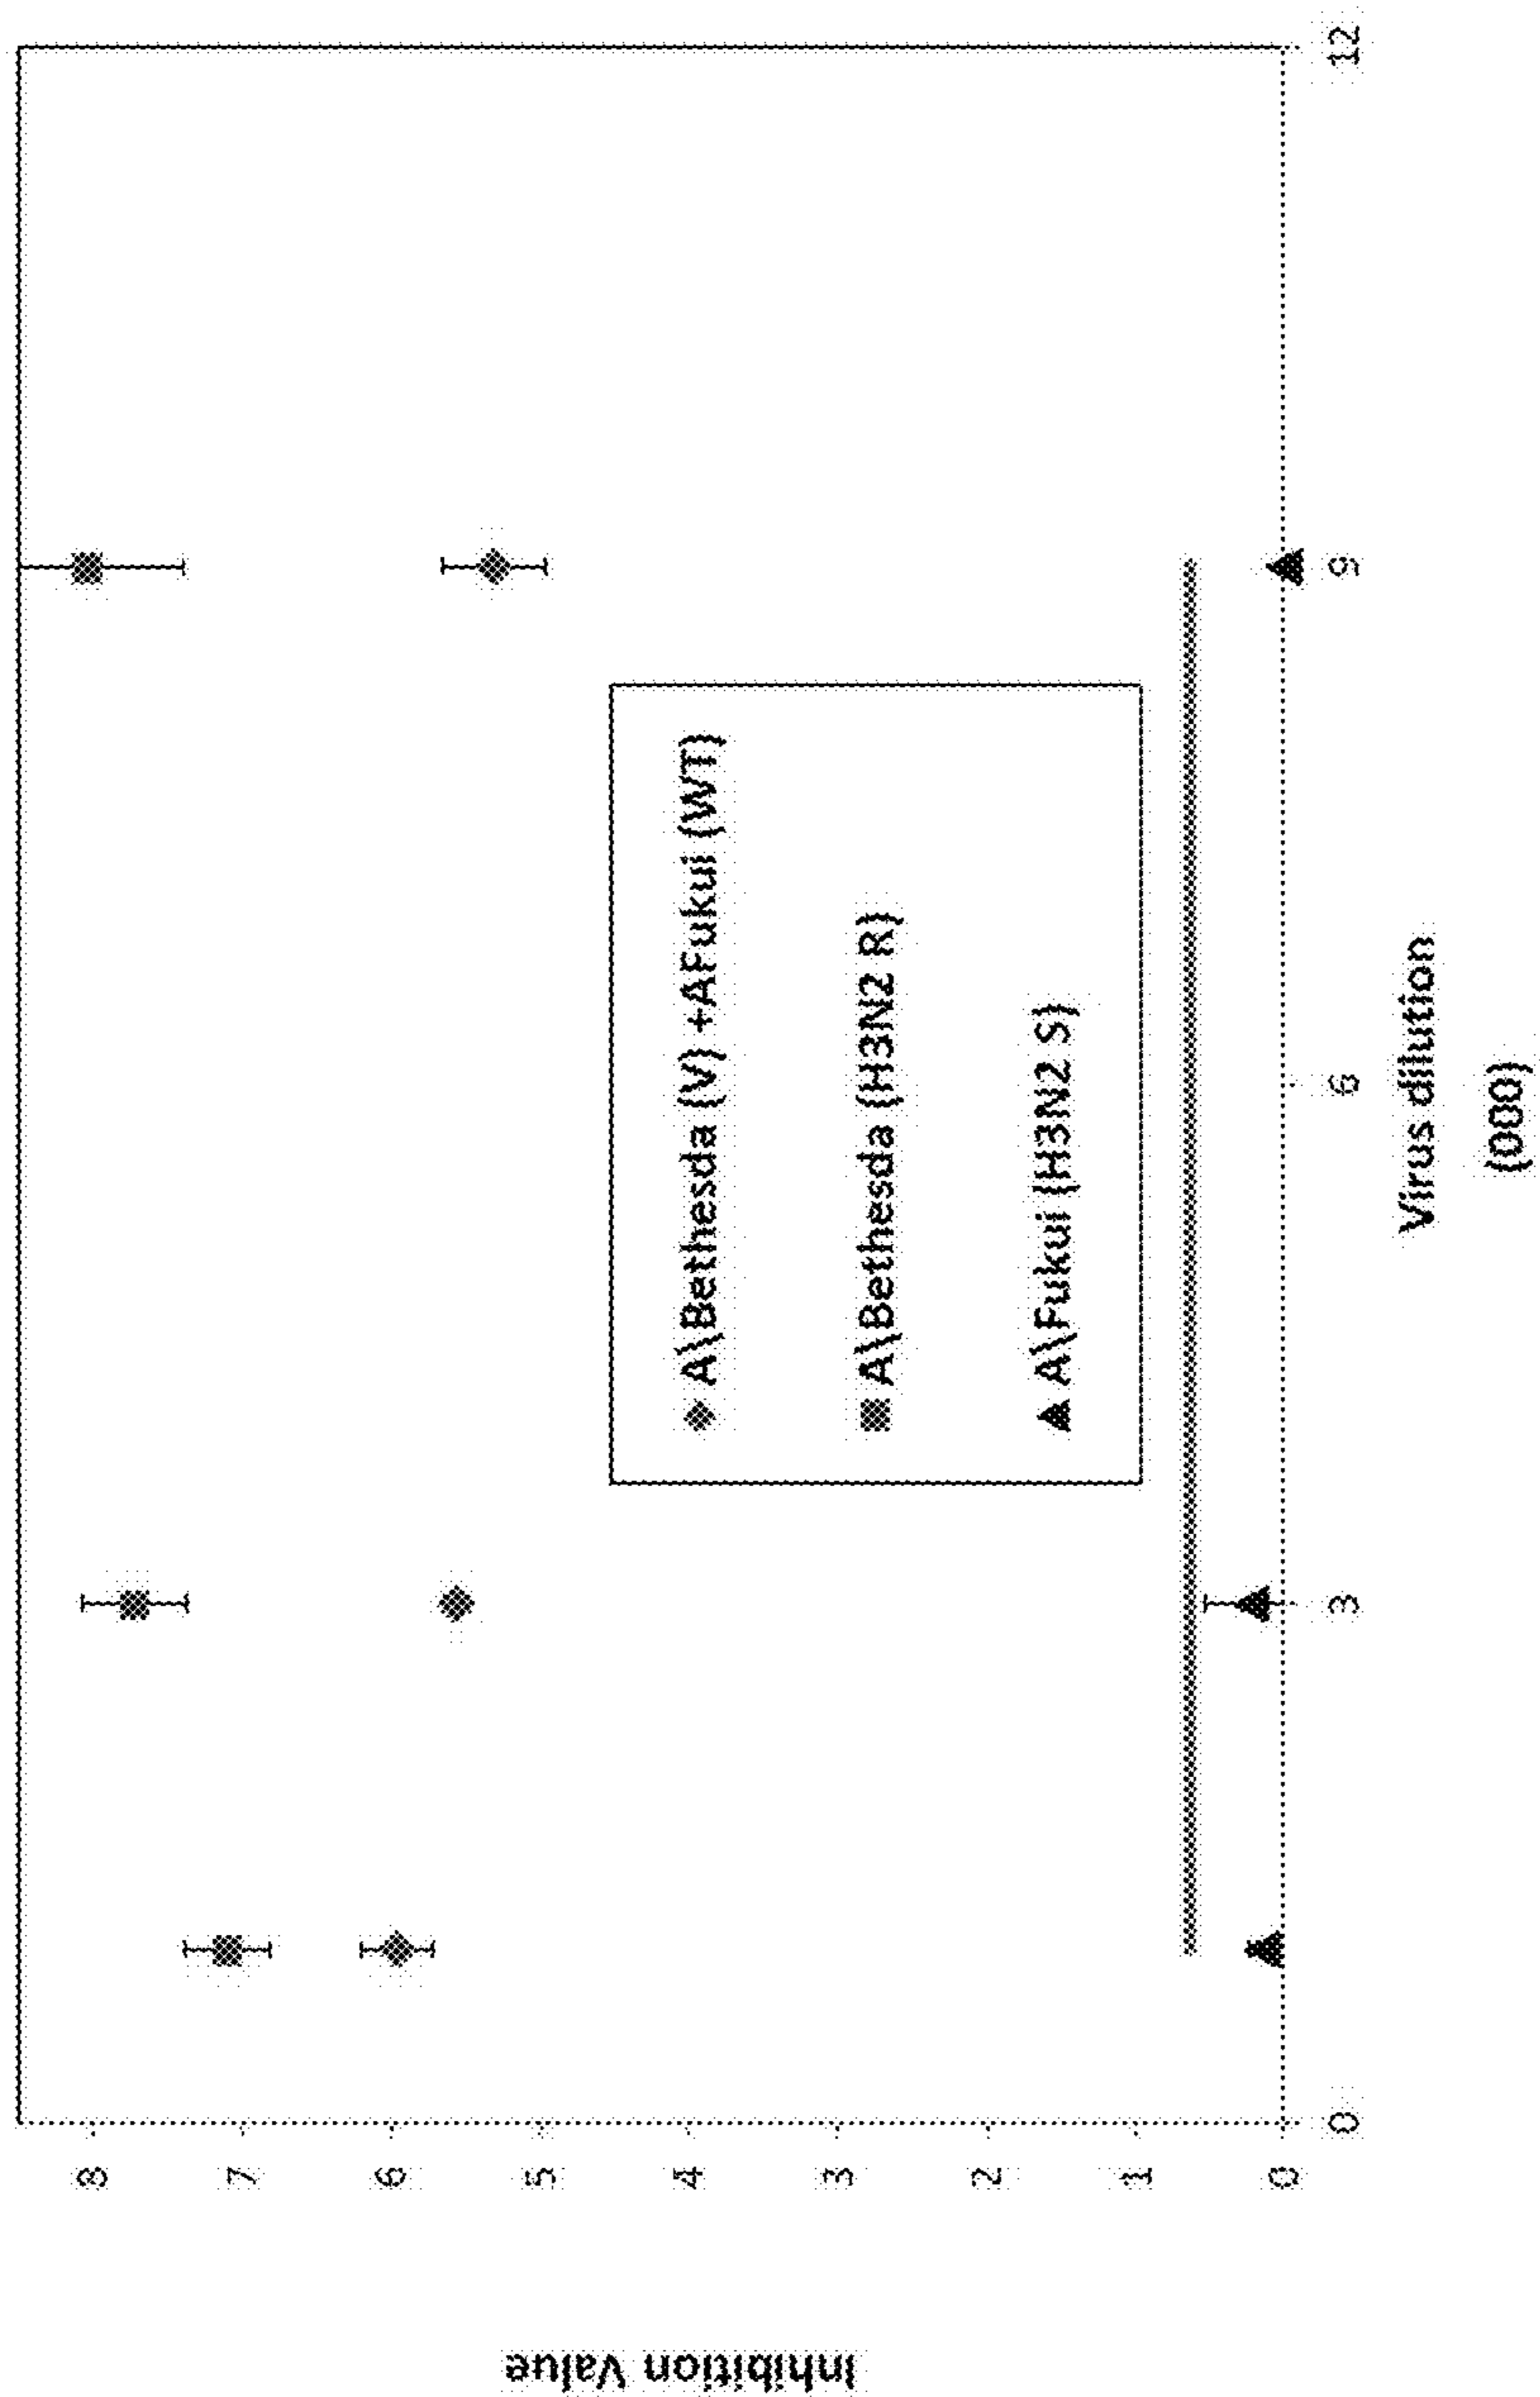 Inhibition Value
8
7
6
5
4
3
2
1
0
A\Bethesda (V) +AFukui (WT)
A\Bethesda (H3N2 R)
A\Fukui (H3N2 S)
0 3 6 9 12
Virus dilution
(000)